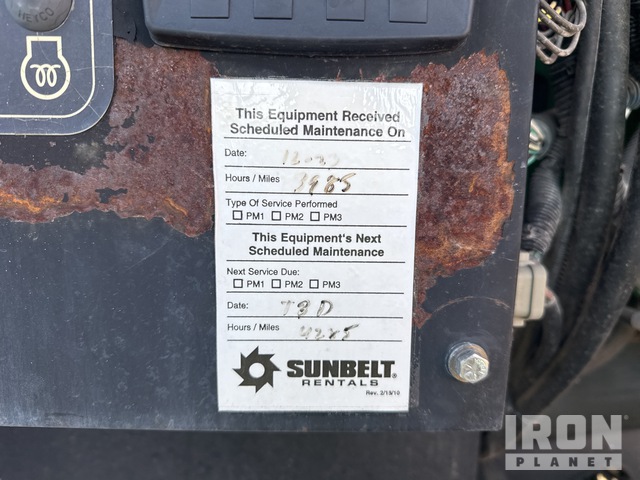 HEYCO
This Equipment Received
Scheduled Maintenance On
Date:
Hours / Miles 3985
Type Of Service Performed
PM1 PM2 PM3
This Equipment's Next
Scheduled Maintenance
Next Service Due:
PM1 PM2 PM3
Date: TBD
Hours / Miles 4225
SUNBELT®
RENTALS
Rev. 2/15/10
IRON
PLANET